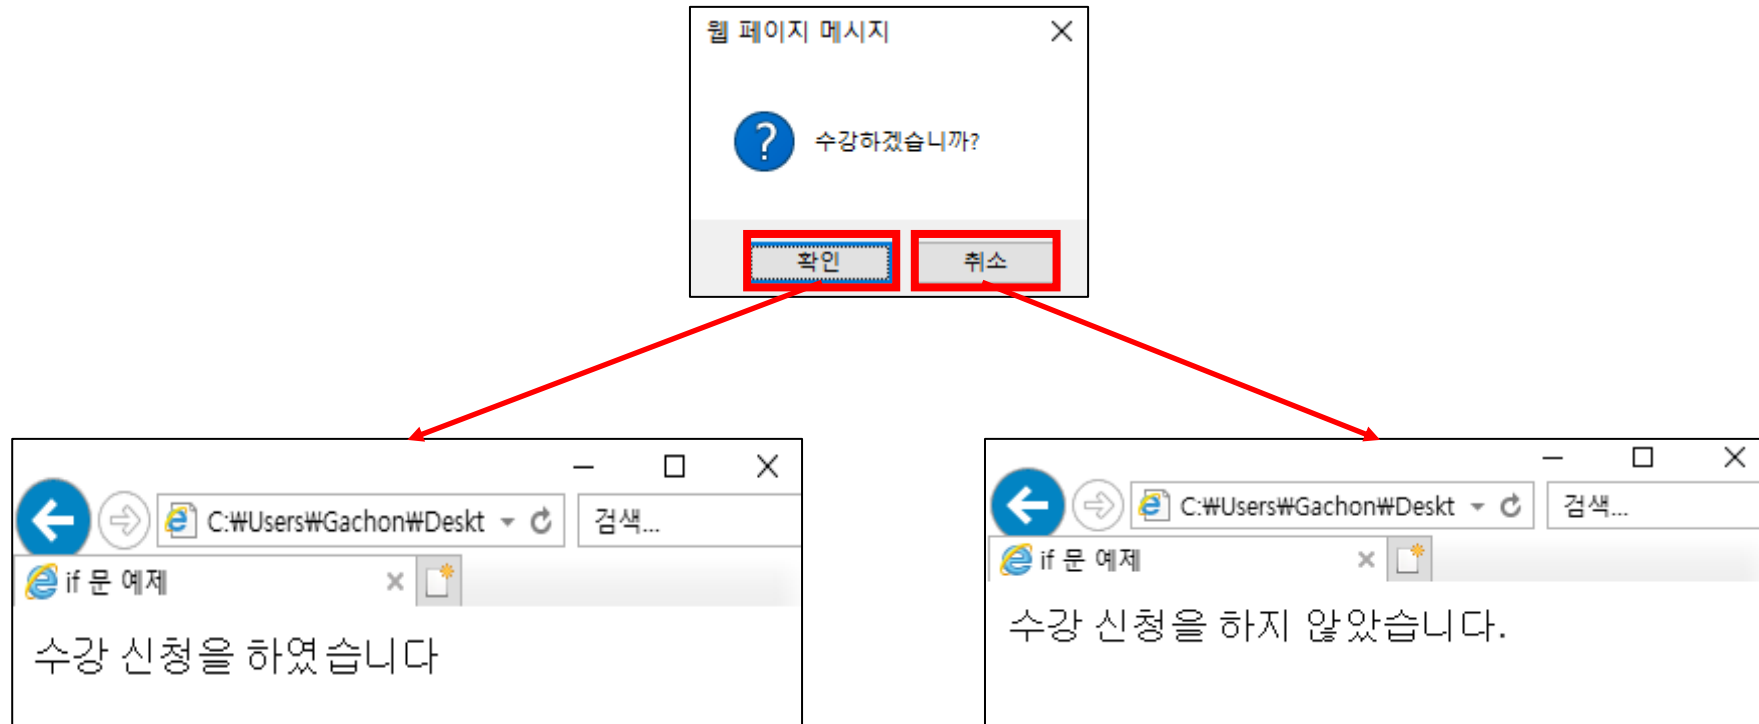 웹 페이지 메시지
수강하겠습니까?
확인 취소
C:₩Users₩Gachon₩Deskt 검색...
if 문 예제
수강 신청을 하였습니다
C:₩Users₩Gachon₩Deskt 검색...
if 문 예제
수강 신청을 하지 않았습니다.